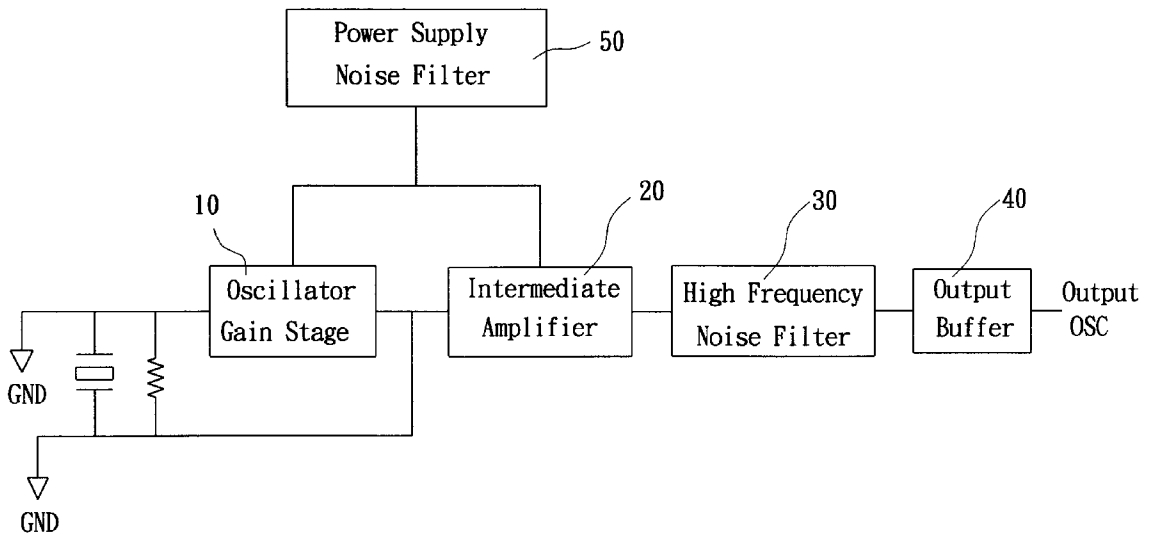 Power Supply
Noise Filter
50
10
20
30
40
Oscillator
Gain Stage
Intermediate
Amplifier
High Frequency
Noise Filter
Output
Buffer
Output
OSC
GND
GND